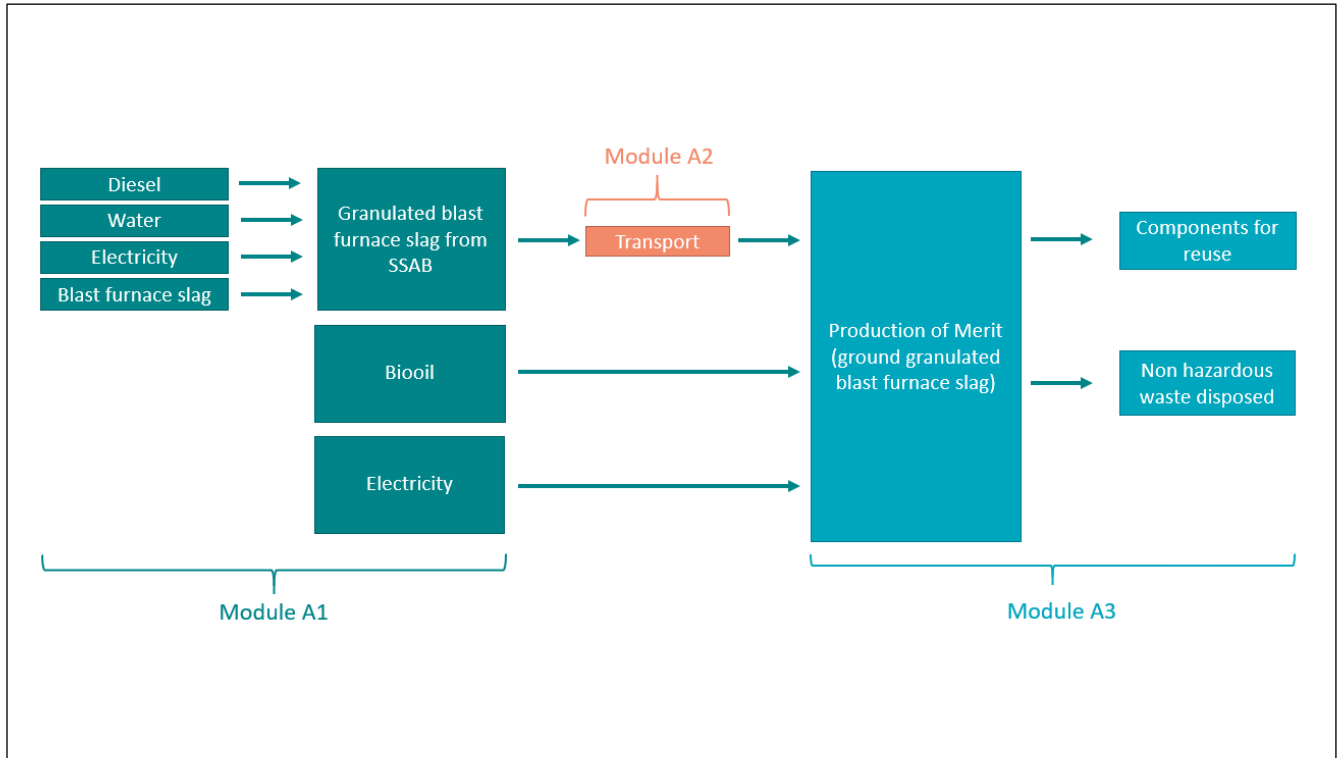 Module A2
Diesel
Water
Electricity
Blast furnace slag
Granulated blast
furnace slag from
SSAB
Transport
Production of Merit
(ground granulated
blast furnace slag)
Components for
reuse
Non hazardous
waste disposed
Biooil
Electricity
Module A1
Module A3